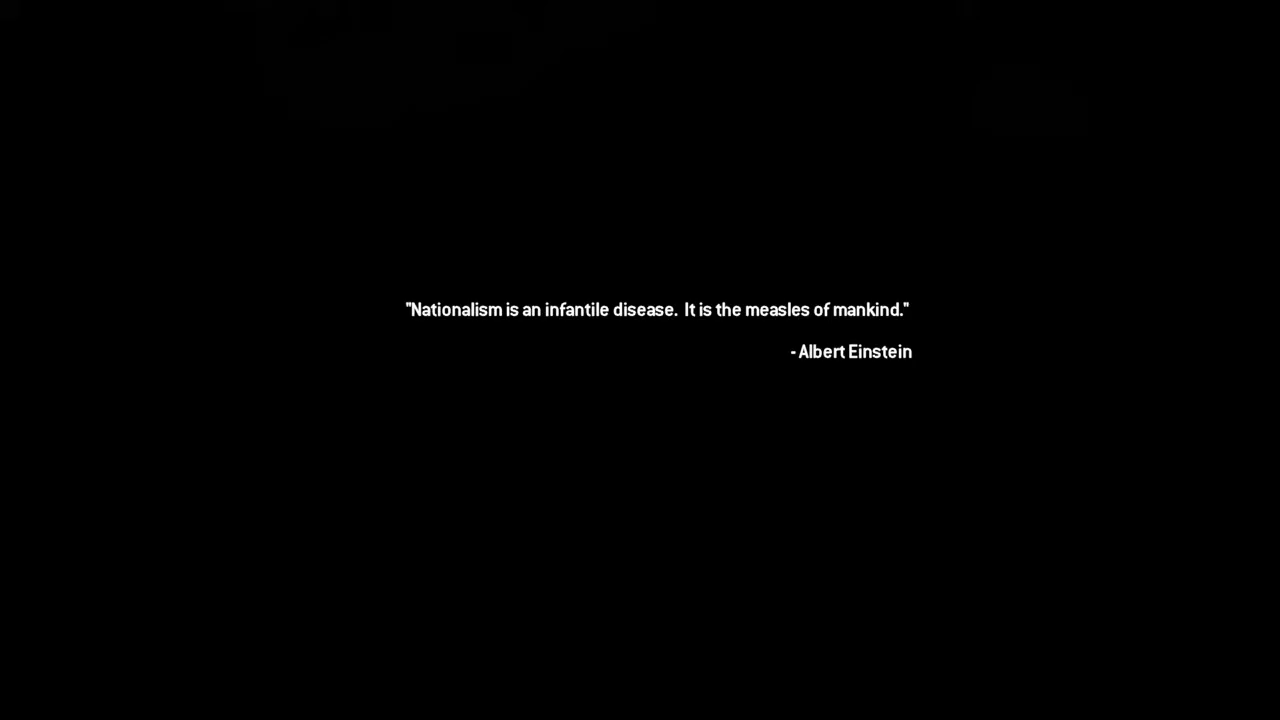 "Nationalism is an infantile disease.  It is the measles of mankind."
- Albert Einstein